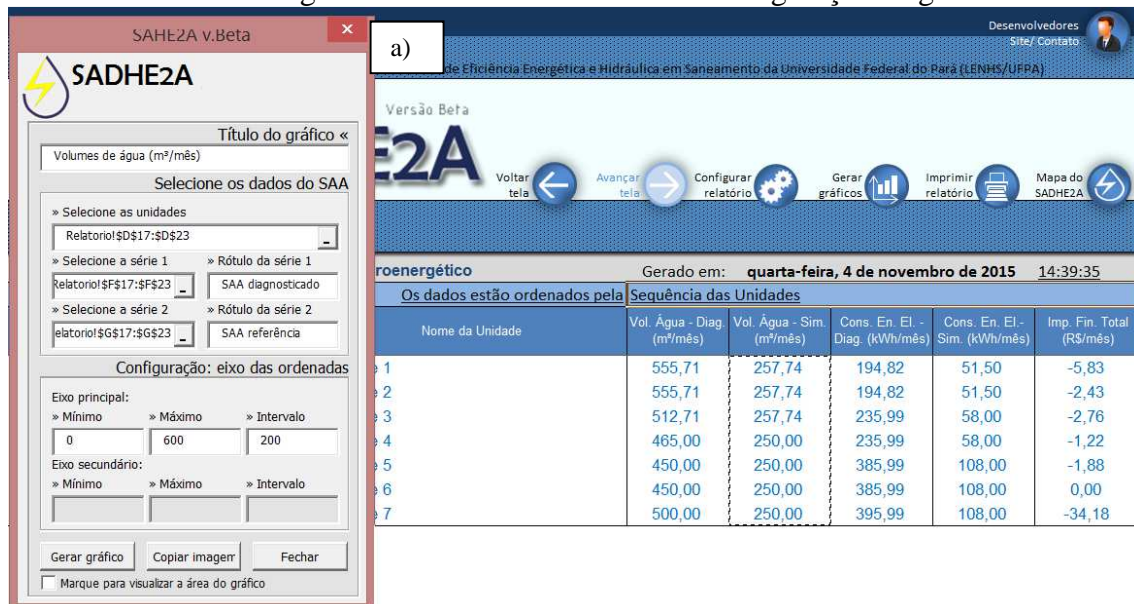 SAHE2A v.Beta
SADHE2A
Título do gráfico «
Volumes de água (m³/mês)
Selecione os dados do SAA
» Selecione as unidades
Relatorio!$D$17:$D$23
» Selecione a série 1 » Rótulo da série 1
Relatorio!$F$17:$F$23 SAA diagnosticado
» Selecione a série 2 » Rótulo da série 2
elatorio!$G$17:$G$23 SAA referência
Configuração: eixo das ordenadas
Eixo principal:
» Mínimo » Máximo » Intervalo
0 600 200
Eixo secundário:
» Mínimo » Máximo » Intervalo
Gerar gráfico Copiar imagem Fechar
Marque para visualizar a área do gráfico
a)
Desenvolvedores
Site/ Contato
de Eficiência Energética e Hidráulica em Saneamento da Universidade Federal do Pará (LENHS/UFPA)
Versão Beta
E2A
Voltar tela
Avançar tela
Configurar relatório
Gerar gráficos
Imprimir relatório
Mapa do SADHE2A
roenergético Gerado em: quarta-feira, 4 de novembro de 2015 14:39:35
Os dados estão ordenados pela Sequência das Unidades
Nome da Unidade Vol. Água - Diag. (m³/mês) Vol. Água - Sim. (m³/mês) Cons. En. El. - Diag. (kWh/mês) Cons. En. El.- Sim. (kWh/mês) Imp. Fin. Total (R$/mês)
e 1 555,71 257,74 194,82 51,50 -5,83
e 2 555,71 257,74 194,82 51,50 -2,43
e 3 512,71 257,74 235,99 58,00 -2,76
e 4 465,00 250,00 235,99 58,00 -1,22
e 5 450,00 250,00 385,99 108,00 -1,88
e 6 450,00 250,00 385,99 108,00 0,00
e 7 500,00 250,00 395,99 108,00 -34,18